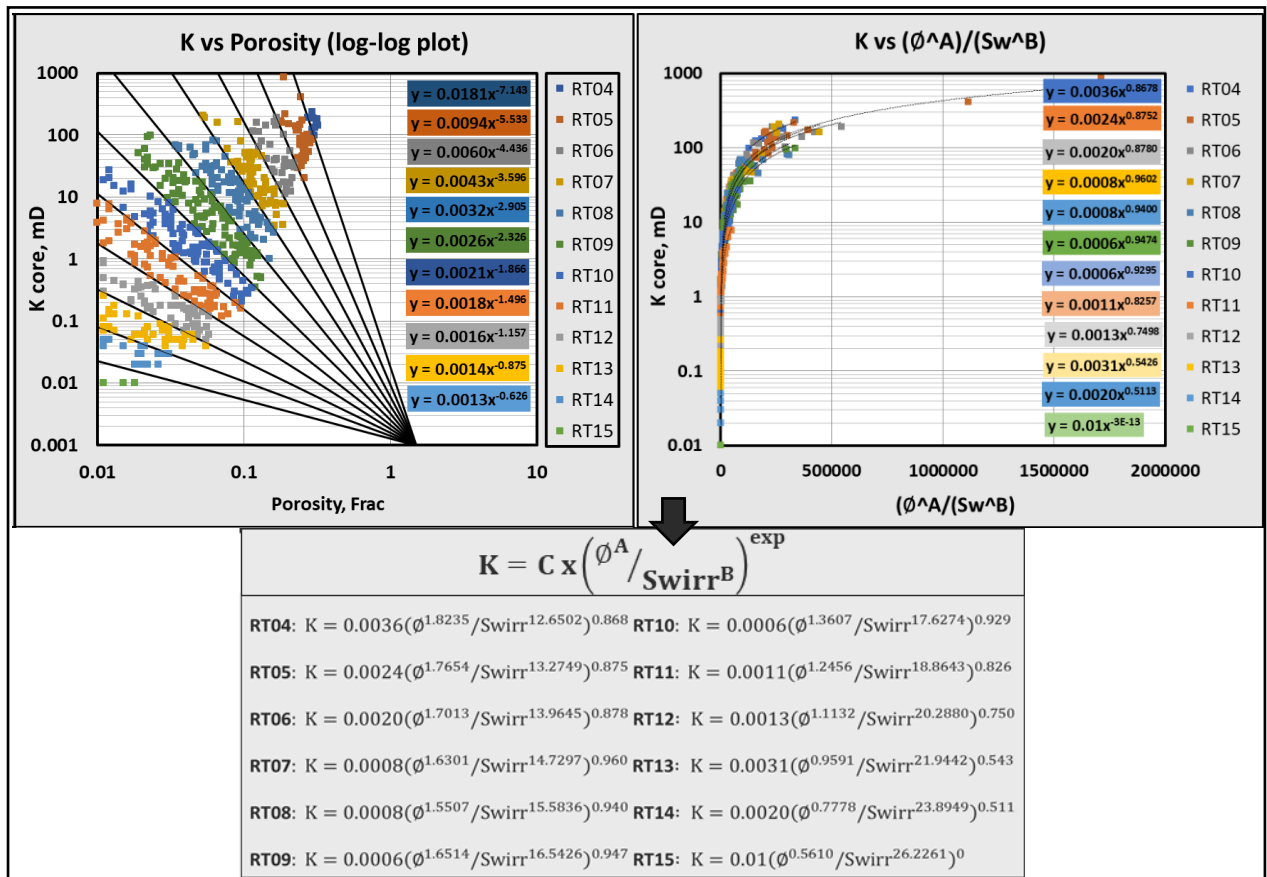 K vs Porosity (log-log plot)
K core, mD
1000
100
10
1
0.1
0.01
0.001
0.01
0.1
1
10
Porosity, Frac
y = 0.0181x^-7.143
y = 0.0094x^-5.533
y = 0.0060x^-4.436
y = 0.0043x^-3.596
y = 0.0032x^-2.905
y = 0.0026x^-2.326
y = 0.0021x^-1.866
y = 0.0018x^-1.496
y = 0.0016x^-1.157
y = 0.0014x^-0.875
y = 0.0013x^-0.626
RT04
RT05
RT06
RT07
RT08
RT09
RT10
RT11
RT12
RT13
RT14
RT15
K vs (Ø^A)/(Sw^B)
K core, mD
1000
100
10
1
0.1
0.01
0
500000
1000000
1500000
2000000
(Ø^A/(Sw^B)
y = 0.0036x^0.8678
y = 0.0024x^0.8752
y = 0.0020x^0.8780
y = 0.0008x^0.9602
y = 0.0008x^0.9400
y = 0.0006x^0.9474
y = 0.0006x^0.9295
y = 0.0011x^0.8257
y = 0.0013x^0.7498
y = 0.0031x^0.5426
y = 0.0020x^0.5113
y = 0.01x^-3E-13
RT04
RT05
RT06
RT07
RT08
RT09
RT10
RT11
RT12
RT13
RT14
RT15
K = C x (Ø^A/Swirr^B)^exp
RT04: K = 0.0036(Ø^1.8235/Swirr^12.6502)^0.868 RT10: K = 0.0006(Ø^1.3607/Swirr^17.6274)^0.929
RT05: K = 0.0024(Ø^1.7654/Swirr^13.2749)^0.875 RT11: K = 0.0011(Ø^1.2456/Swirr^18.8643)^0.826
RT06: K = 0.0020(Ø^1.7013/Swirr^13.9645)^0.878 RT12: K = 0.0013(Ø^1.1132/Swirr^20.2880)^0.750
RT07: K = 0.0008(Ø^1.6301/Swirr^14.7297)^0.960 RT13: K = 0.0031(Ø^0.9591/Swirr^21.9442)^0.543
RT08: K = 0.0008(Ø^1.5507/Swirr^15.5836)^0.940 RT14: K = 0.0020(Ø^0.7778/Swirr^23.8949)^0.511
RT09: K = 0.0006(Ø^1.6514/Swirr^16.5426)^0.947 RT15: K = 0.01(Ø^0.5610/Swirr^26.2261)^0